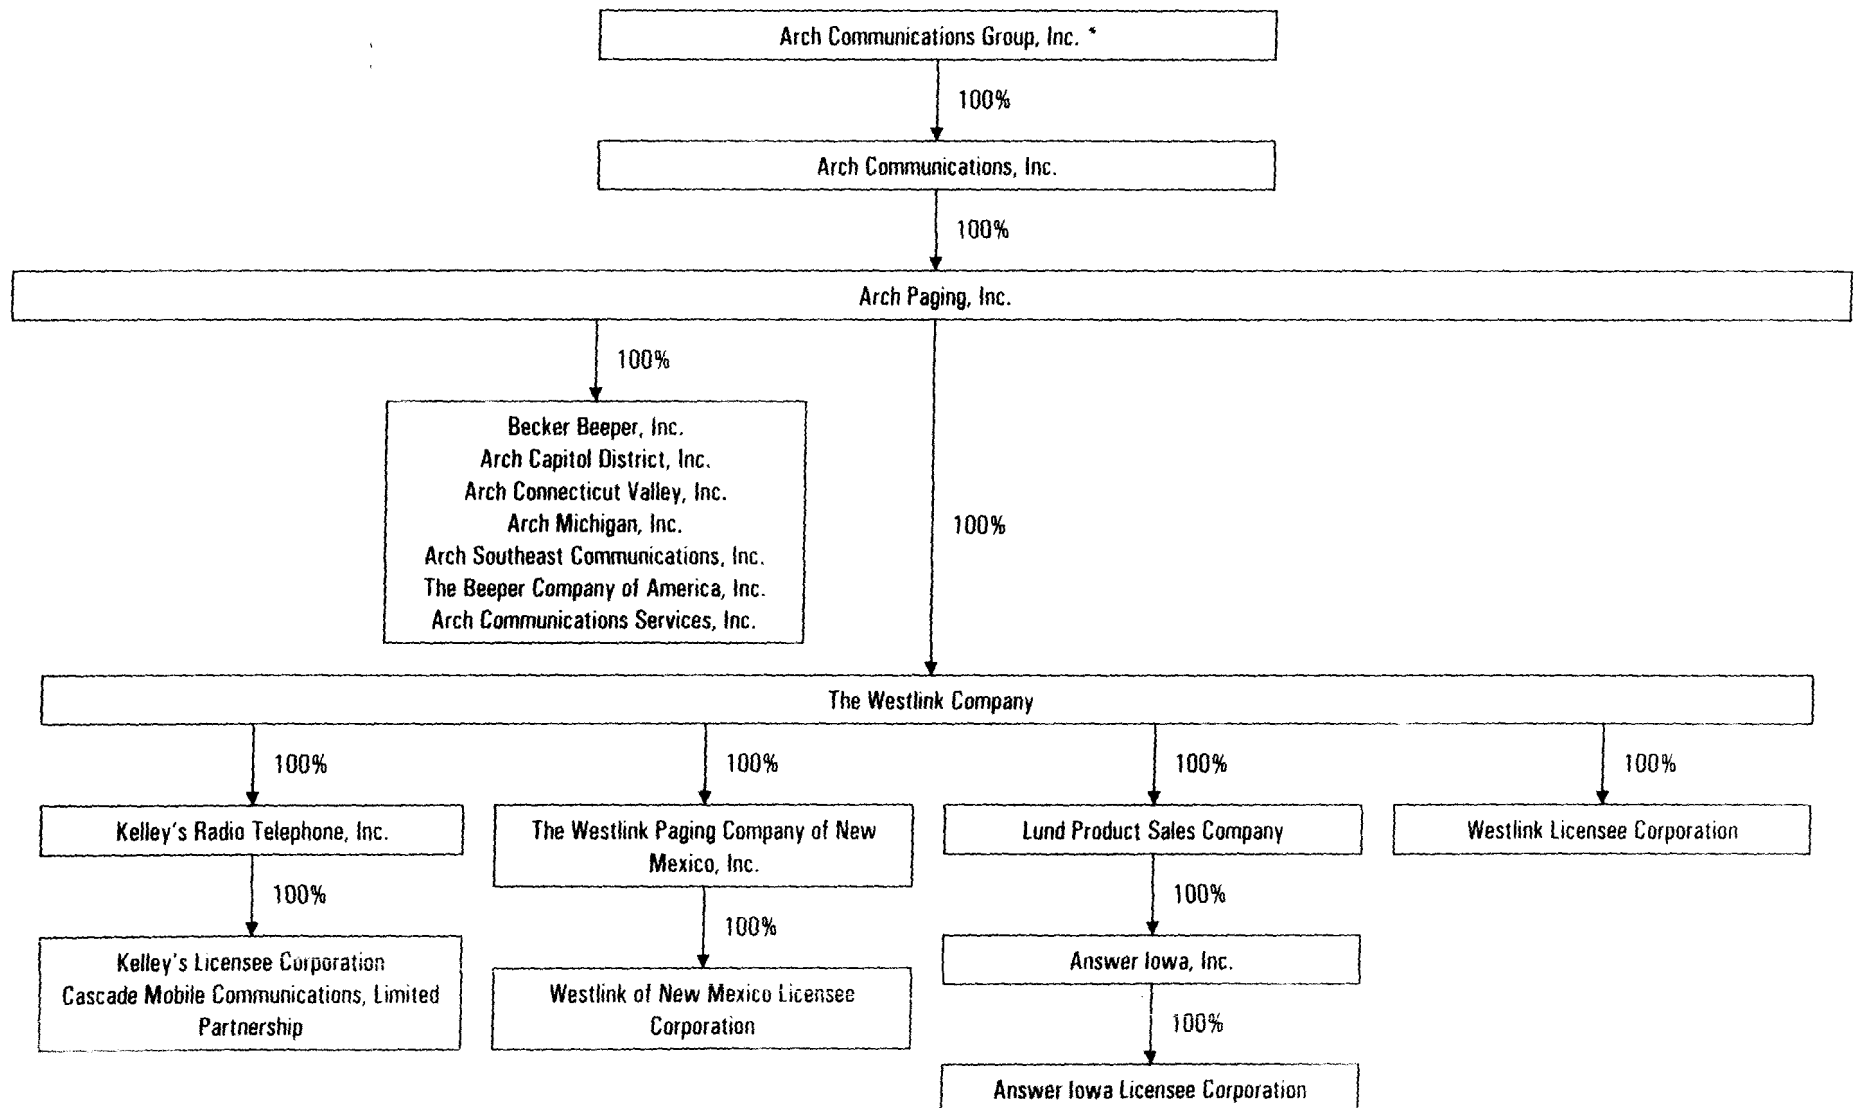 Arch Communications Group, Inc. *
100%
Arch Communications, Inc.
100%
Arch Paging, Inc.
100%
Becker Beeper, Inc.
Arch Capitol District, Inc.
Arch Connecticut Valley, Inc.
Arch Michigan, Inc.
Arch Southeast Communications, Inc.
The Beeper Company of America, Inc.
Arch Communications Services, Inc.
100%
The Westlink Company
100%
100%
100%
100%
Kelley's Radio Telephone, Inc.
The Westlink Paging Company of New
Mexico, Inc.
Lund Product Sales Company
Westlink Licensee Corporation
100%
100%
100%
Kelley's Licensee Corporation
Cascade Mobile Communications, Limited
Partnership
Westlink of New Mexico Licensee
Corporation
Answer Iowa, Inc.
100%
Answer Iowa Licensee Corporation